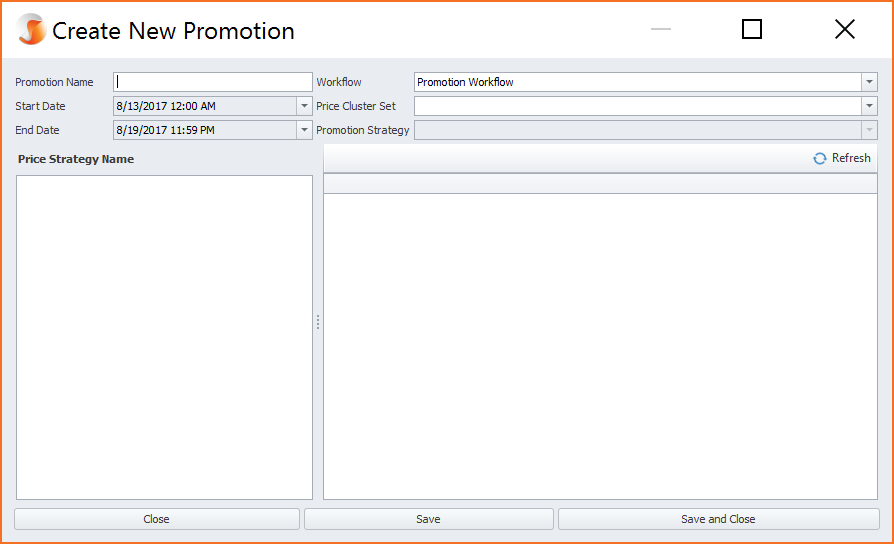 Create New Promotion
Promotion Name Workflow Promotion Workflow
Start Date 8/13/2017 12:00 AM Price Cluster Set
End Date 8/19/2017 11:59 PM Promotion Strategy
Price Strategy Name Refresh
Close Save Save and Close